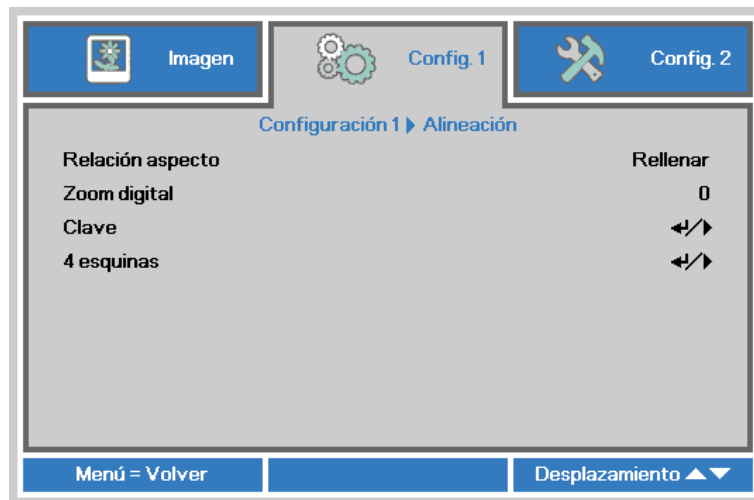 Imagen
Config. 1
Config. 2
Configuración 1 Alineación
Relación aspecto Rellenar
Zoom digital 0
Clave
4 esquinas
Menú = Volver
Desplazamiento